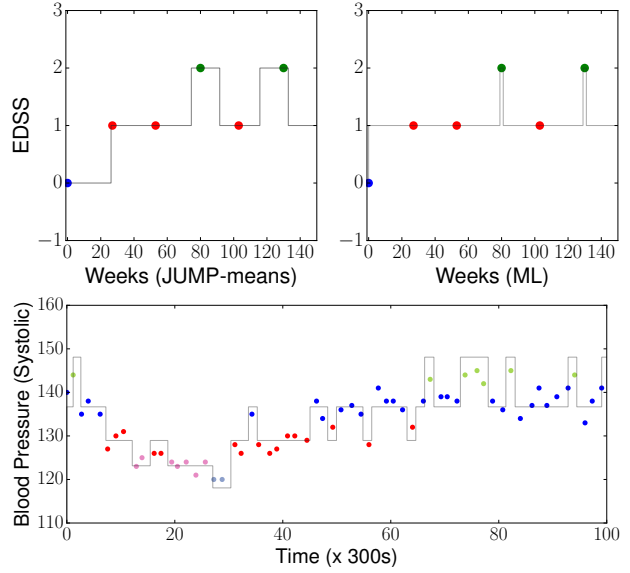 EDSS
3
2
1
0
−1
0 20 40 60 80 100 120 140
Weeks (JUMP-means)
3
2
1
0
−1
0 20 40 60 80 100 120 140
Weeks (ML)
Blood Pressure (Systolic)
160
150
140
130
120
110
0 20 40 60 80 100
Time (x 300s)